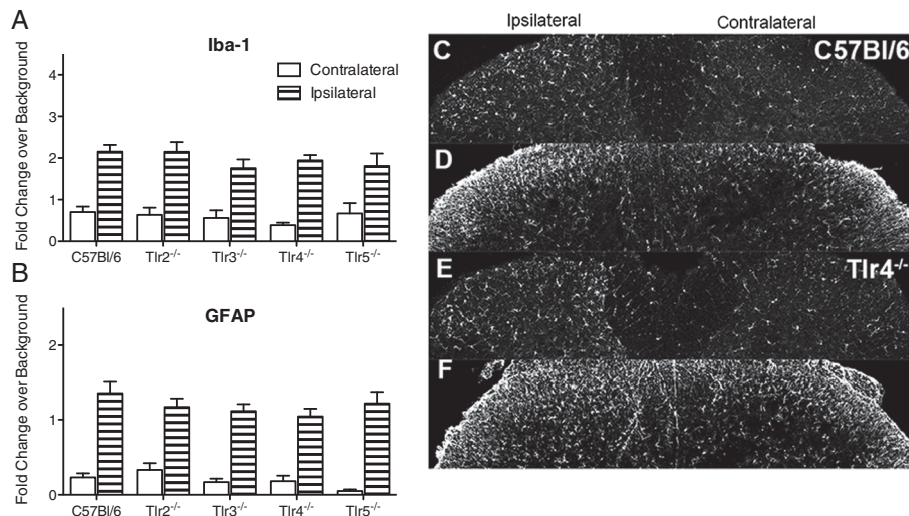 A
Iba-1
Fold Change over Background
4
3
2
1
0
Contralateral
Ipsilateral
C57Bl/6 Tlr2-/- Tlr3-/- Tlr4-/- Tlr5-/-
B
GFAP
Fold Change over Background
2
1
0
C57Bl/6 Tlr2-/- Tlr3-/- Tlr4-/- Tlr5-/-
Ipsilateral Contralateral
C C57Bl/6
D
E Tlr4-/-
F